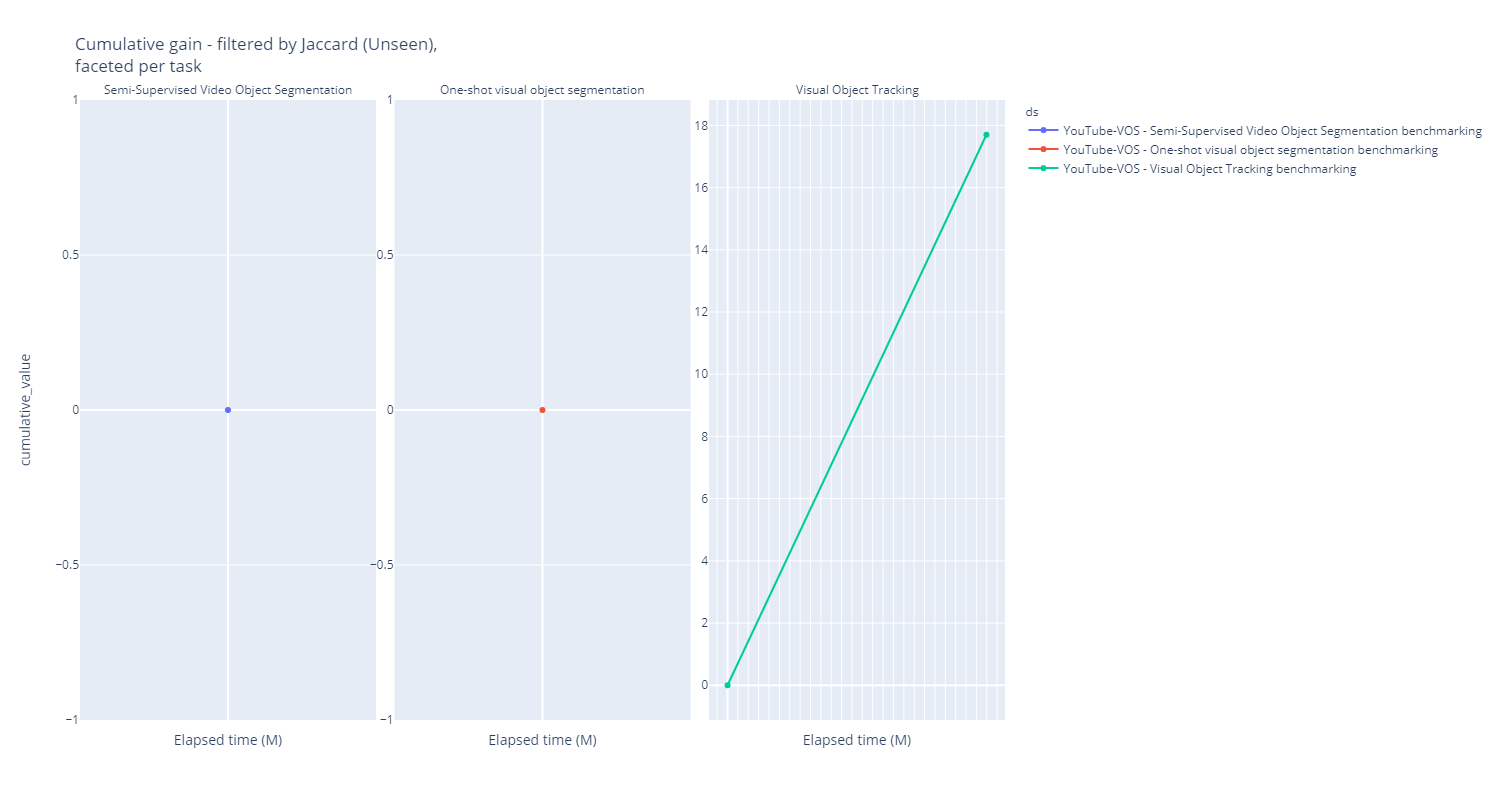 Cumulative gain - filtered by Jaccard (Unseen),
faceted per task
Semi-Supervised Video Object Segmentation
One-shot visual object segmentation
Visual Object Tracking
cumulative_value
1
0.5
0
−0.5
−1
1
0.5
0
−0.5
−1
18
16
14
12
10
8
6
4
2
0
Elapsed time (M)
Elapsed time (M)
Elapsed time (M)
ds
YouTube-VOS - Semi-Supervised Video Object Segmentation benchmarking
YouTube-VOS - One-shot visual object segmentation benchmarking
YouTube-VOS - Visual Object Tracking benchmarking